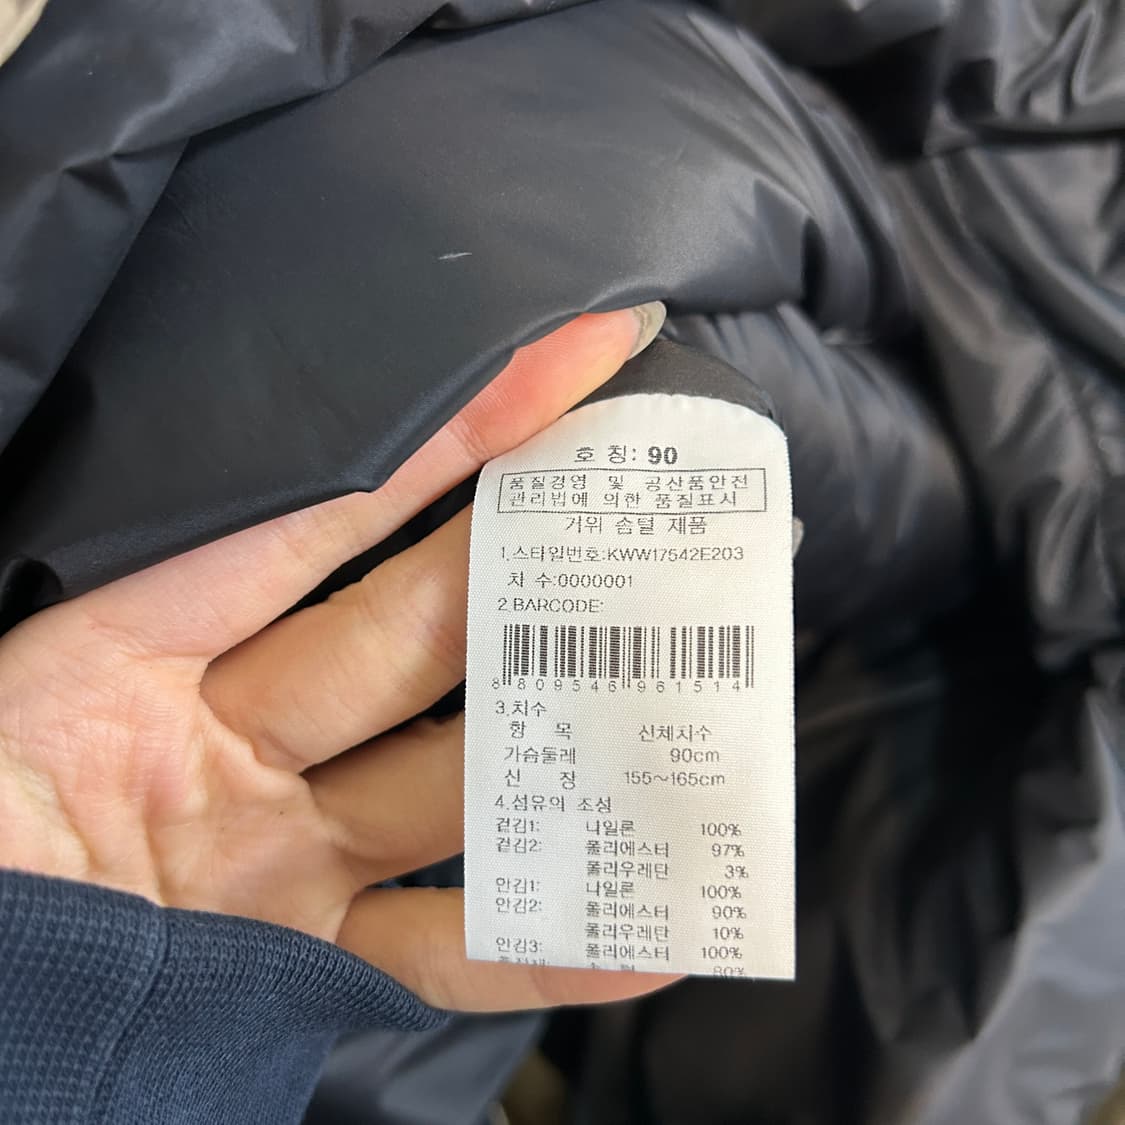 호 칭: 90
품질경영 및 공산품안전
관리법에 의한 품질표시
거위 솜털 제품
1.스타일번호:KWW17542E203
차 수:0000001
2.BARCODE:
8 809546 961514
3.치수
항 목 신체치수
가슴둘레 90cm
신 장 155~165cm
4.섬유의 조성
겉감1: 나일론 100%
겉감2: 폴리에스터 97%
폴리우레탄 3%
안감1: 나일론 100%
안감2: 폴리에스터 90%
폴리우레탄 10%
안감3: 폴리에스터 100%
80%